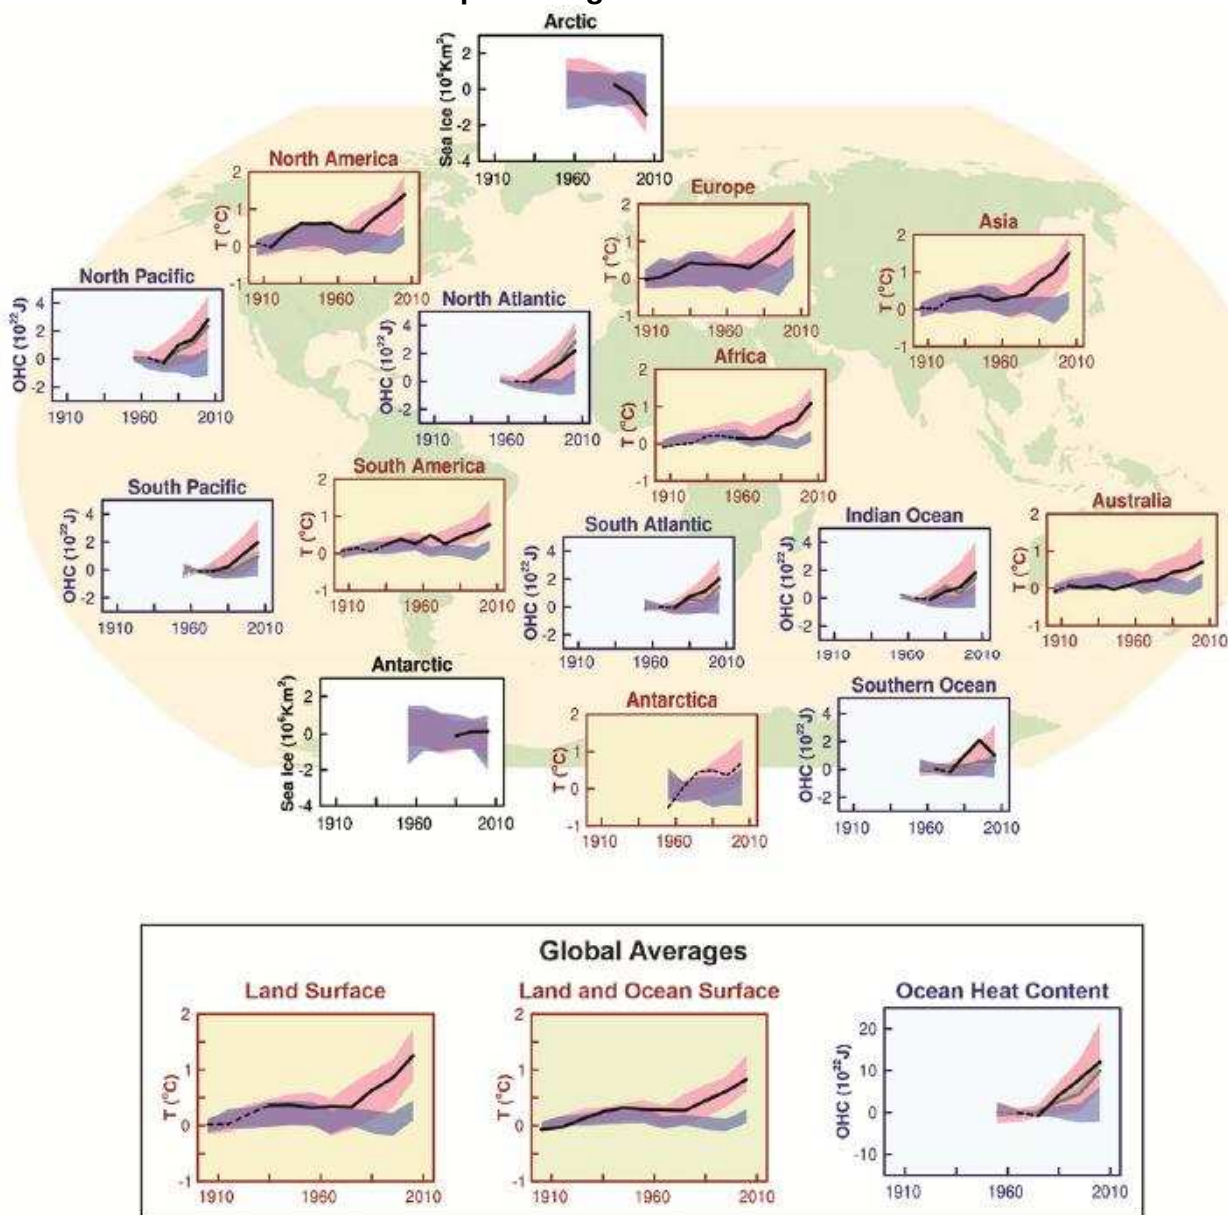 Arctic
Sea Ice (10⁶Km²)
2
0
-2
-4
1910 1960 2010
North America
T (°C)
2
1
0
-1
1910 1960 2010
Europe
T (°C)
2
1
0
-1
1910 1960 2010
Asia
T (°C)
2
1
0
-1
1910 1960 2010
North Pacific
OHC (10²²J)
4
2
0
-2
1910 1960 2010
North Atlantic
OHC (10²²J)
4
2
0
-2
1910 1960 2010
Africa
T (°C)
2
1
0
-1
1910 1960 2010
South Pacific
OHC (10²²J)
4
2
0
-2
1910 1960 2010
South America
T (°C)
2
1
0
-1
1910 1960 2010
South Atlantic
OHC (10²²J)
4
2
0
-2
1910 1960 2010
Indian Ocean
OHC (10²²J)
4
2
0
-2
1910 1960 2010
Australia
T (°C)
2
1
0
-1
1910 1960 2010
Antarctic
Sea Ice (10⁶Km²)
2
0
-2
-4
1910 1960 2010
Antarctica
T (°C)
2
1
0
-1
1910 1960 2010
Southern Ocean
OHC (10²²J)
4
2
0
-2
1910 1960 2010
Global Averages
Land Surface
T (°C)
2
1
0
-1
1910 1960 2010
Land and Ocean Surface
T (°C)
2
1
0
-1
1910 1960 2010
Ocean Heat Content
OHC (10²²J)
20
10
0
-10
1910 1960 2010